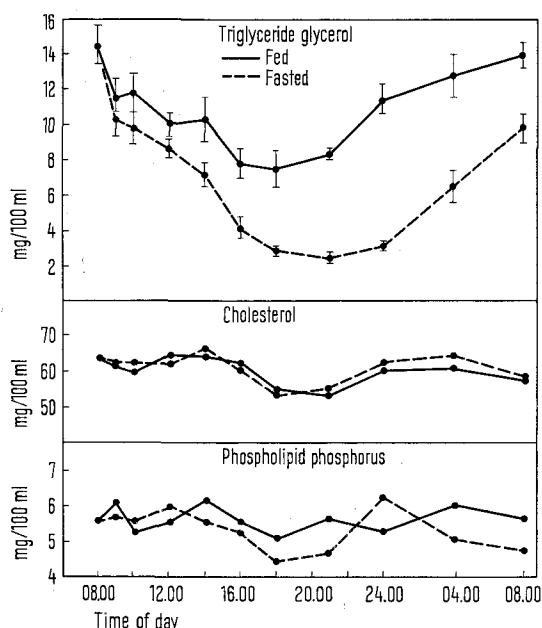 Triglyceride glycerol
Fed
Fasted
16
14
12
10
8
6
4
2
mg/100 ml
Cholesterol
70
60
50
mg/100 ml
Phospholipid phosphorus
7
6
5
4
mg/100 ml
08.00 12.00 16.00 20.00 24.00 04.00 08.00
Time of day